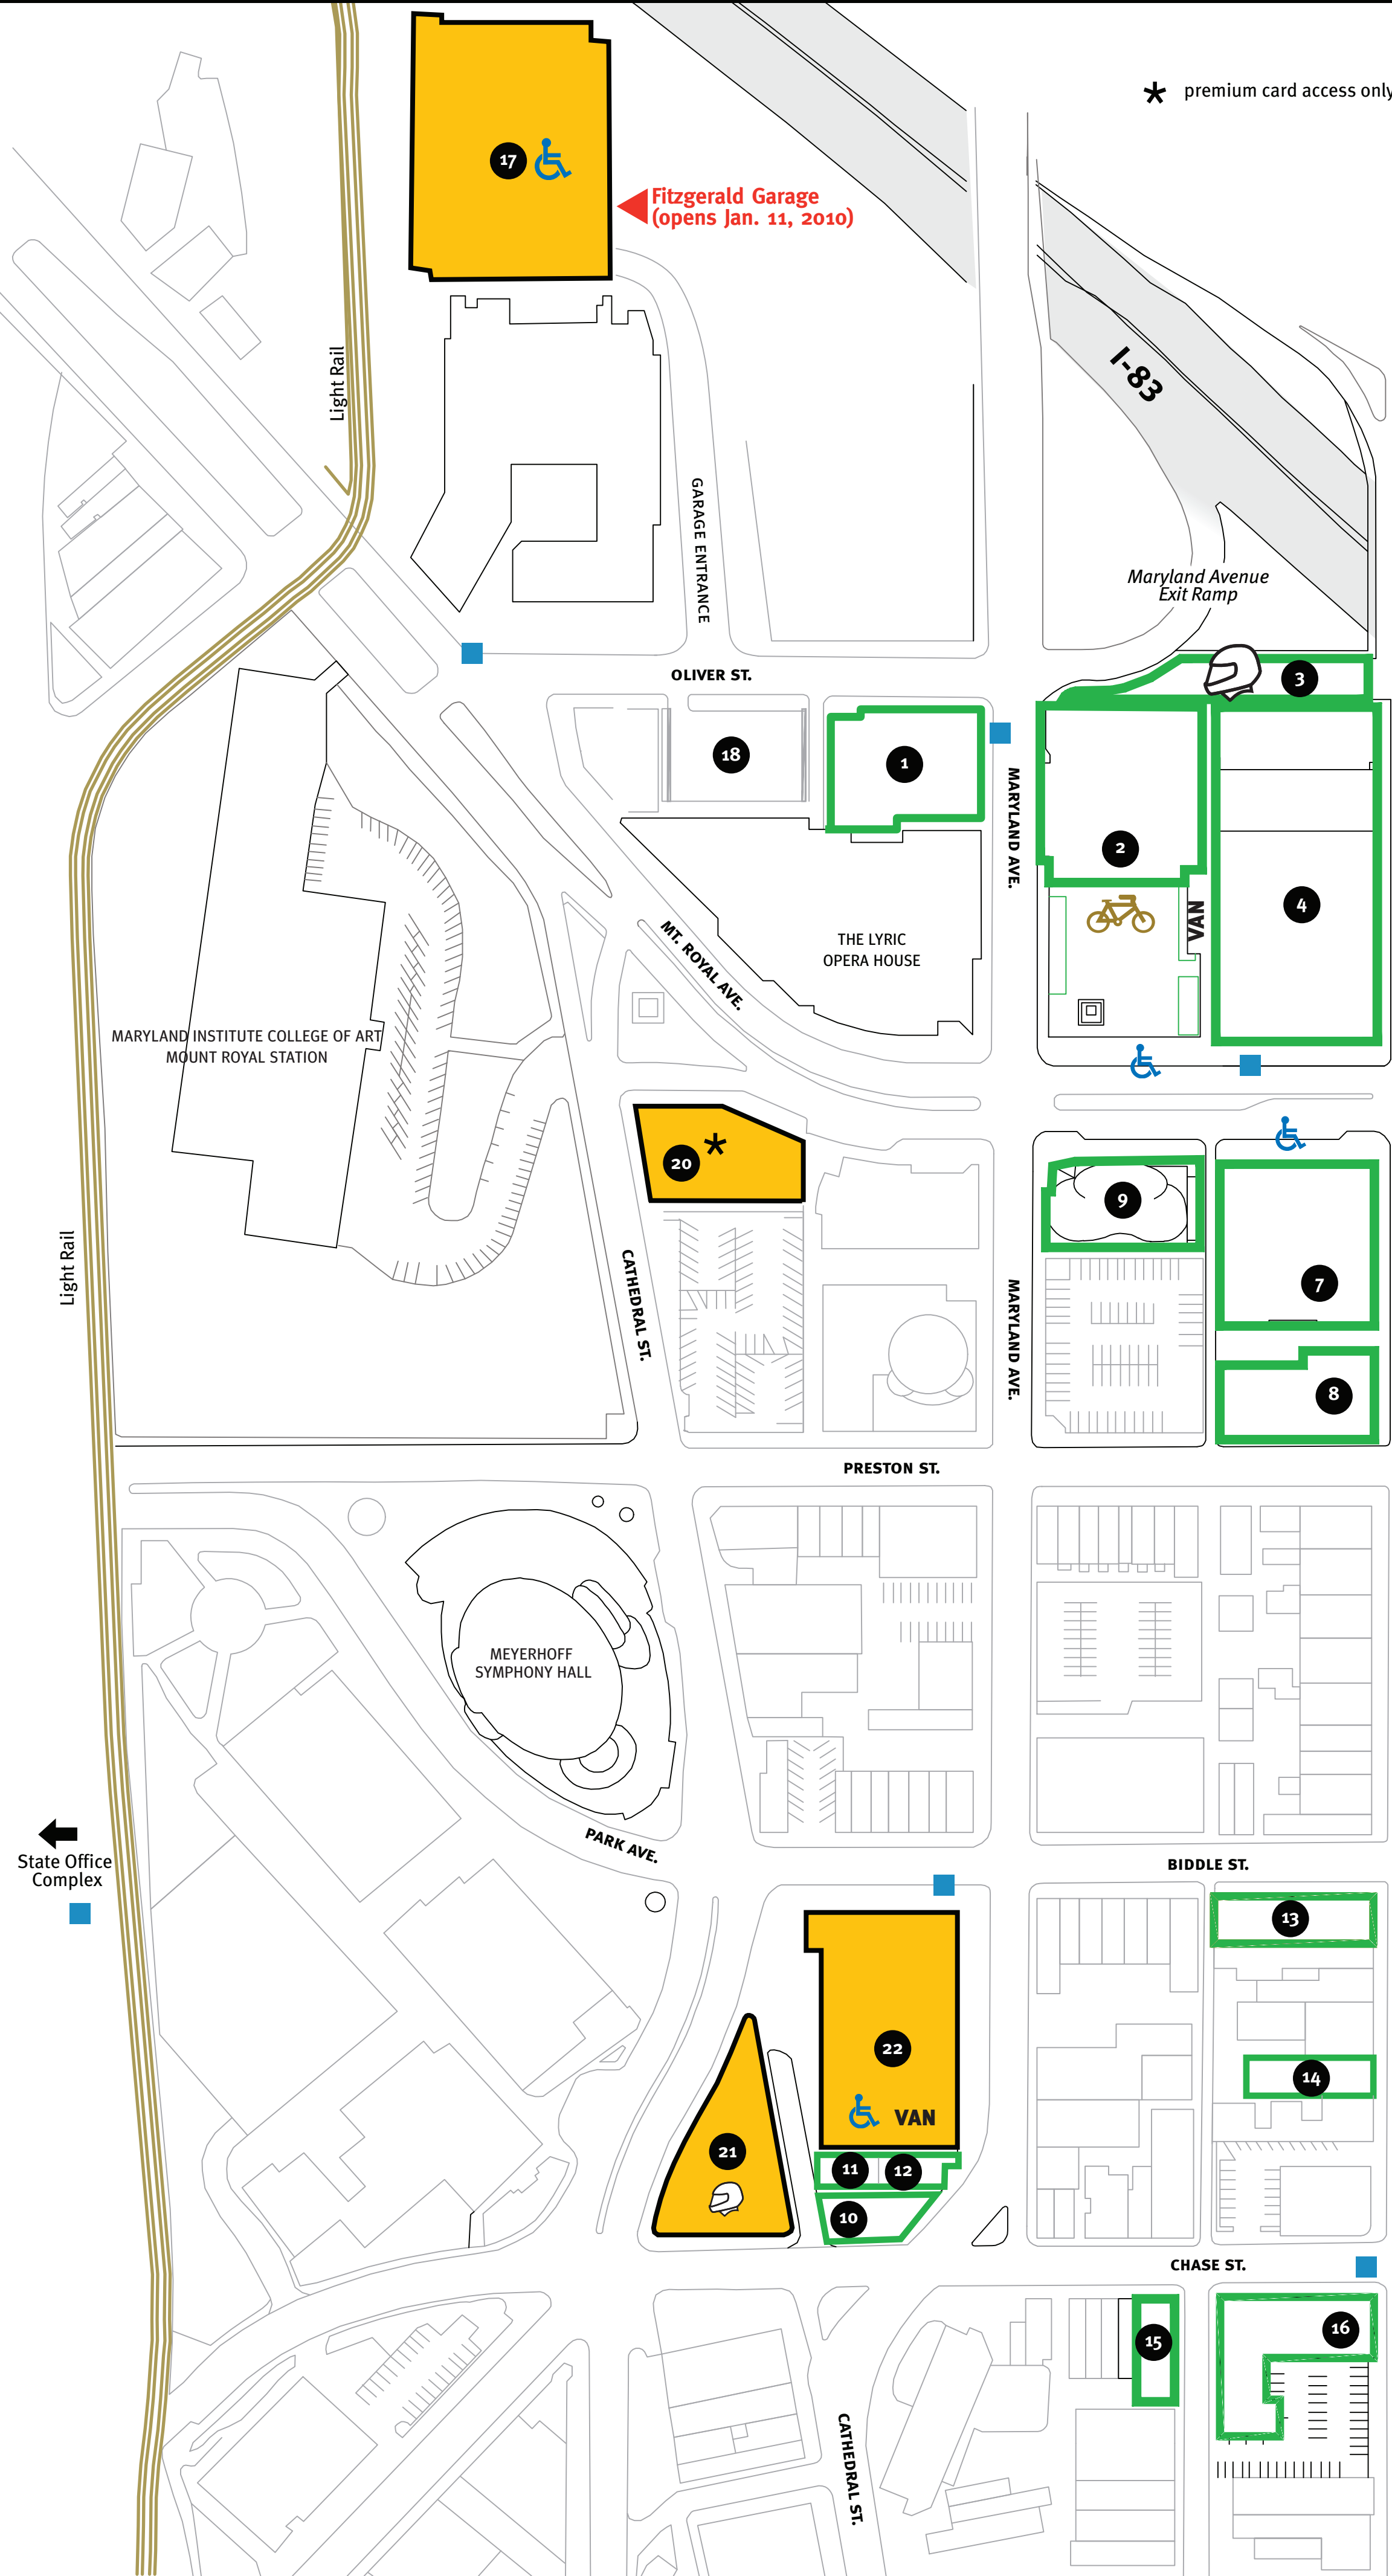 * premium card access only
17
Fitzgerald Garage
(opens Jan. 11, 2010)
Light Rail
I-83
GARAGE ENTRANCE
Maryland Avenue
Exit Ramp
OLIVER ST.
3
18
1
MARYLAND AVE.
2
4
VAN
MT. ROYAL AVE.
THE LYRIC
OPERA HOUSE
MARYLAND INSTITUTE COLLEGE OF ART
MOUNT ROYAL STATION
20 *
9
7
Light Rail
CATHEDRAL ST.
MARYLAND AVE.
8
PRESTON ST.
MEYERHOFF
SYMPHONY HALL
PARK AVE.
State Office
Complex
BIDDLE ST.
13
22
14
VAN
21
11
12
10
CHASE ST.
15
16
CATHEDRAL ST.